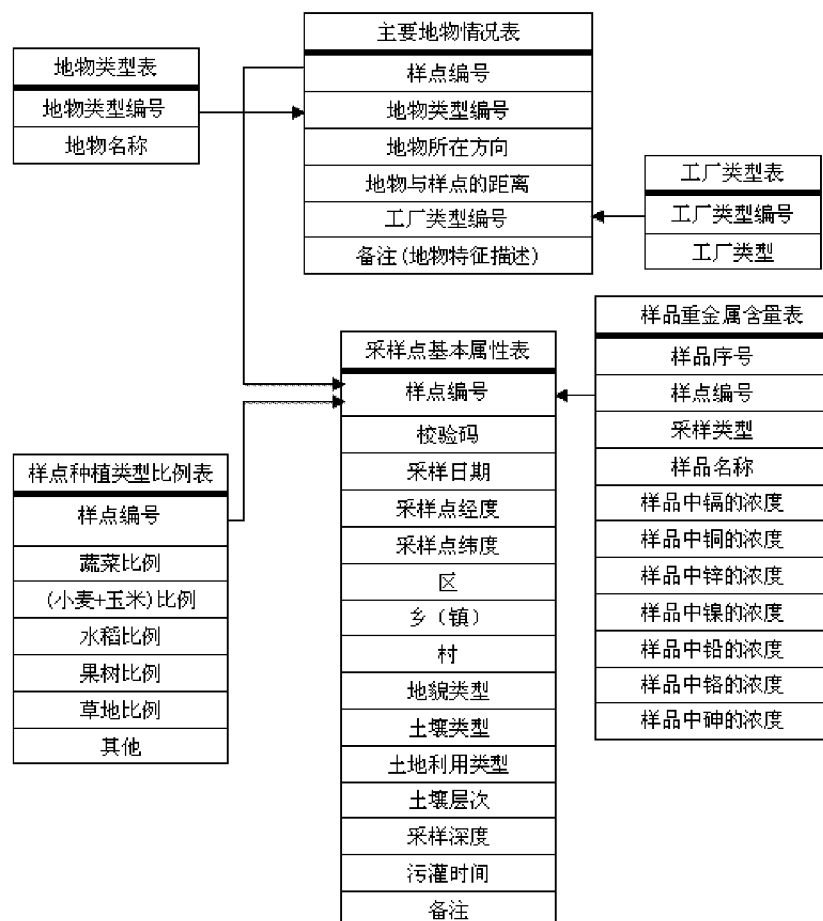 主要地物情况表
样点编号
地物类型编号
地物所在方向
地物与样点的距离
工厂类型编号
备注(地物特征描述)
地物类型表
地物类型编号
地物名称
工厂类型表
工厂类型编号
工厂类型
采样点基本属性表
样点编号
校验码
采样日期
采样点经度
采样点纬度
区
乡（镇）
村
地貌类型
土壤类型
土地利用类型
土壤层次
采样深度
污灌时间
备注
样品重金属含量表
样品序号
样点编号
采样类型
样品名称
样品中镉的浓度
样品中铜的浓度
样品中锌的浓度
样品中镍的浓度
样品中铅的浓度
样品中铬的浓度
样品中砷的浓度
样点种植类型比例表
样点编号
蔬菜比例
(小麦+玉米)比例
水稻比例
果树比例
草地比例
其他